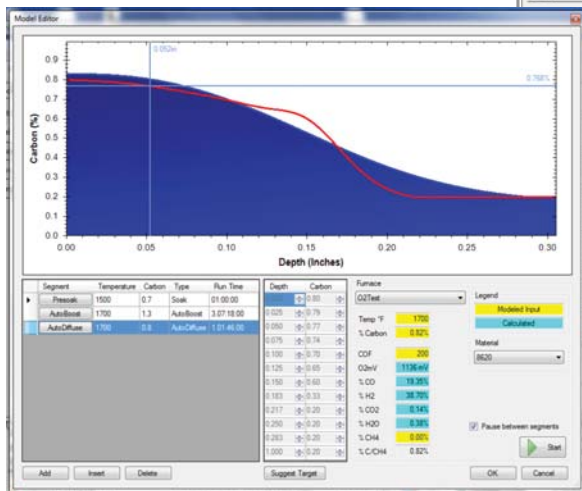 Model Editor
0.052in
0.768%
0.9
0.8
0.7
0.6
0.5
0.4
0.3
0.2
0.1
0.0
Carbon (%)
0.00 0.05 0.10 0.15 0.20 0.25 0.30
Depth (Inches)
Segment Temperature Carbon Type Run Time
Presoak 1500 0.7 Soak 01:00:00
AutoBoost 1700 1.3 AutoBoost 3.07:18:00
AutoDiffuse 1700 0.8 AutoDiffuse 1.01:46:00
Depth Carbon
0.80
0.025 0.79
0.050 0.77
0.075 0.74
0.100 0.70
0.125 0.65
0.150 0.60
0.183 0.33
0.217 0.20
0.250 0.20
0.283 0.20
1.000 0.20
Furnace
O2Test
Temp °F 1700
% Carbon 0.82%
COF 200
O2mV 1136 mV
% CO 19.35%
% H2 38.70%
% CO2 0.14%
% H2O 0.38%
% CH4 0.00%
% C/CH4 0.82%
Legend
Modeled Input
Calculated
Material
8620
Pause between segments
Start
Add Insert Delete Suggest Target OK Cancel